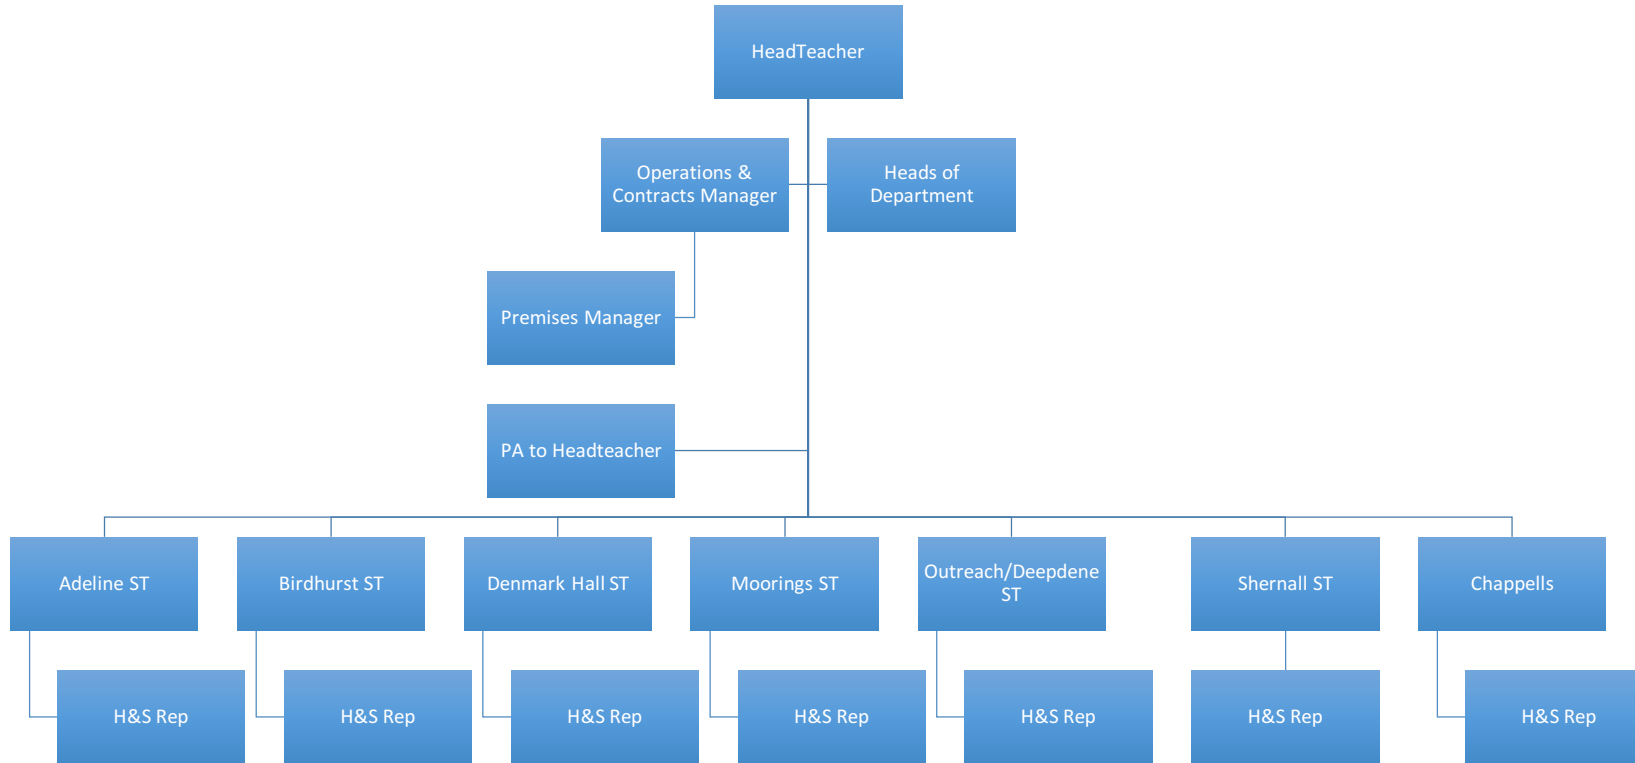 HeadTeacher
Operations &
Contracts Manager
Heads of
Department
Premises Manager
PA to Headteacher
Adeline ST
Birdhurst ST
Denmark Hall ST
Moorings ST
Outreach/Deepdene
ST
Shernall ST
Chappells
H&S Rep
H&S Rep
H&S Rep
H&S Rep
H&S Rep
H&S Rep
H&S Rep